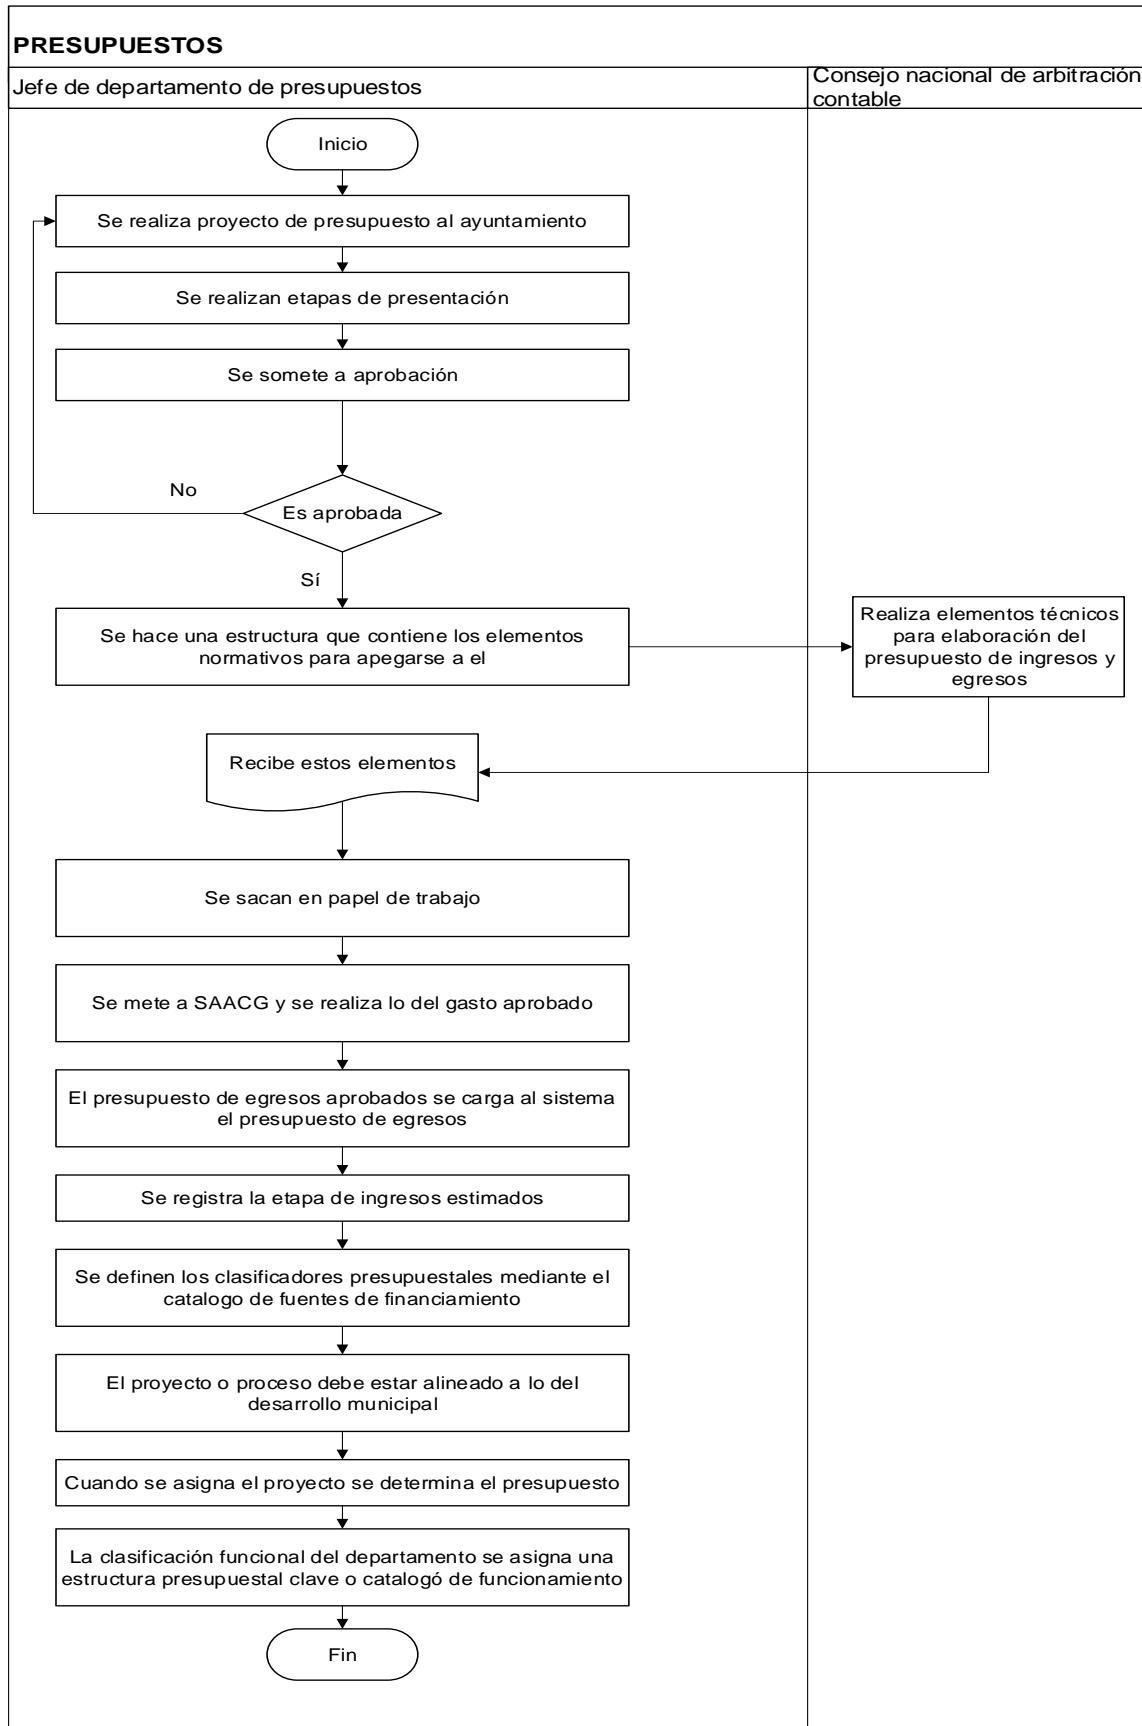 PRESUPUESTOS
Jefe de departamento de presupuestos
Consejo nacional de arbitración
contable
Inicio
Se realiza proyecto de presupuesto al ayuntamiento
Se realizan etapas de presentación
Se somete a aprobación
No
Es aprobada
Sí
Se hace una estructura que contiene los elementos
normativos para apegarse a el
Realiza elementos técnicos
para elaboración del
presupuesto de ingresos y
egresos
Recibe estos elementos
Se sacan en papel de trabajo
Se mete a SAACG y se realiza lo del gasto aprobado
El presupuesto de egresos aprobados se carga al sistema
el presupuesto de egresos
Se registra la etapa de ingresos estimados
Se definen los clasificadores presupuestales mediante el
catalogo de fuentes de financiamiento
El proyecto o proceso debe estar alineado a lo del
desarrollo municipal
Cuando se asigna el proyecto se determina el presupuesto
La clasificación funcional del departamento se asigna una
estructura presupuestal clave o catalogó de funcionamiento
Fin